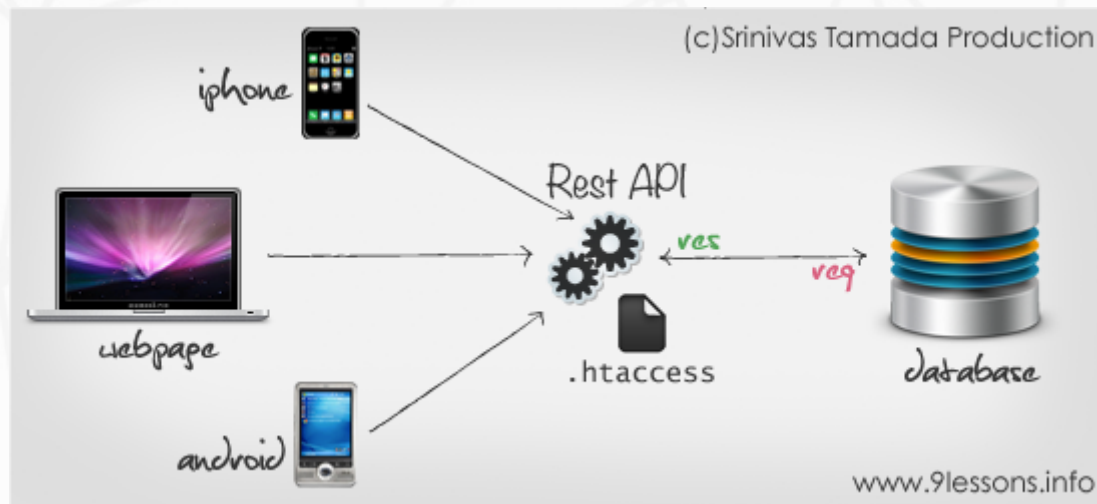 (c)Srinivas Tamada Production
iphone
Rest API
res
req
webpage
.htaccess
database
android
www.9lessons.info